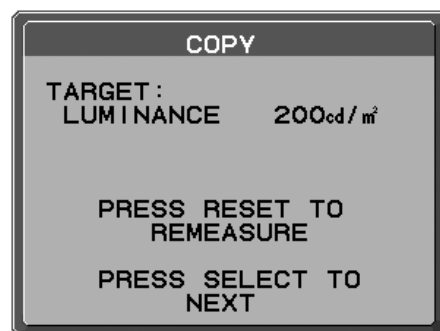 COPY
TARGET:
LUMINANCE 200cd/㎡
PRESS RESET TO
REMEASURE
PRESS SELECT TO
NEXT